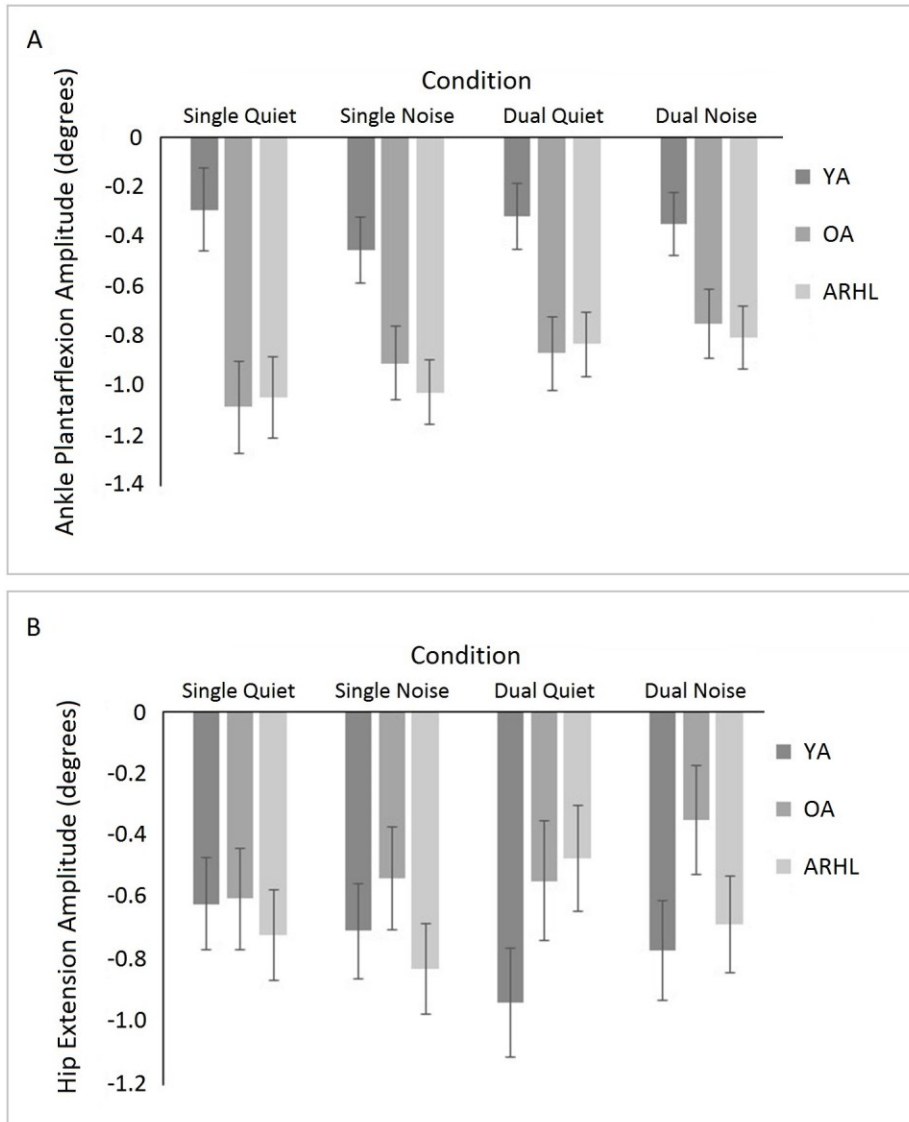 A
Condition
Single Quiet Single Noise Dual Quiet Dual Noise
Ankle Plantarflexion Amplitude (degrees)
0
-0.2
-0.4
-0.6
-0.8
-1.0
-1.2
-1.4
YA
OA
ARHL
B
Condition
Single Quiet Single Noise Dual Quiet Dual Noise
Hip Extension Amplitude (degrees)
0
-0.2
-0.4
-0.6
-0.8
-1.0
-1.2
YA
OA
ARHL